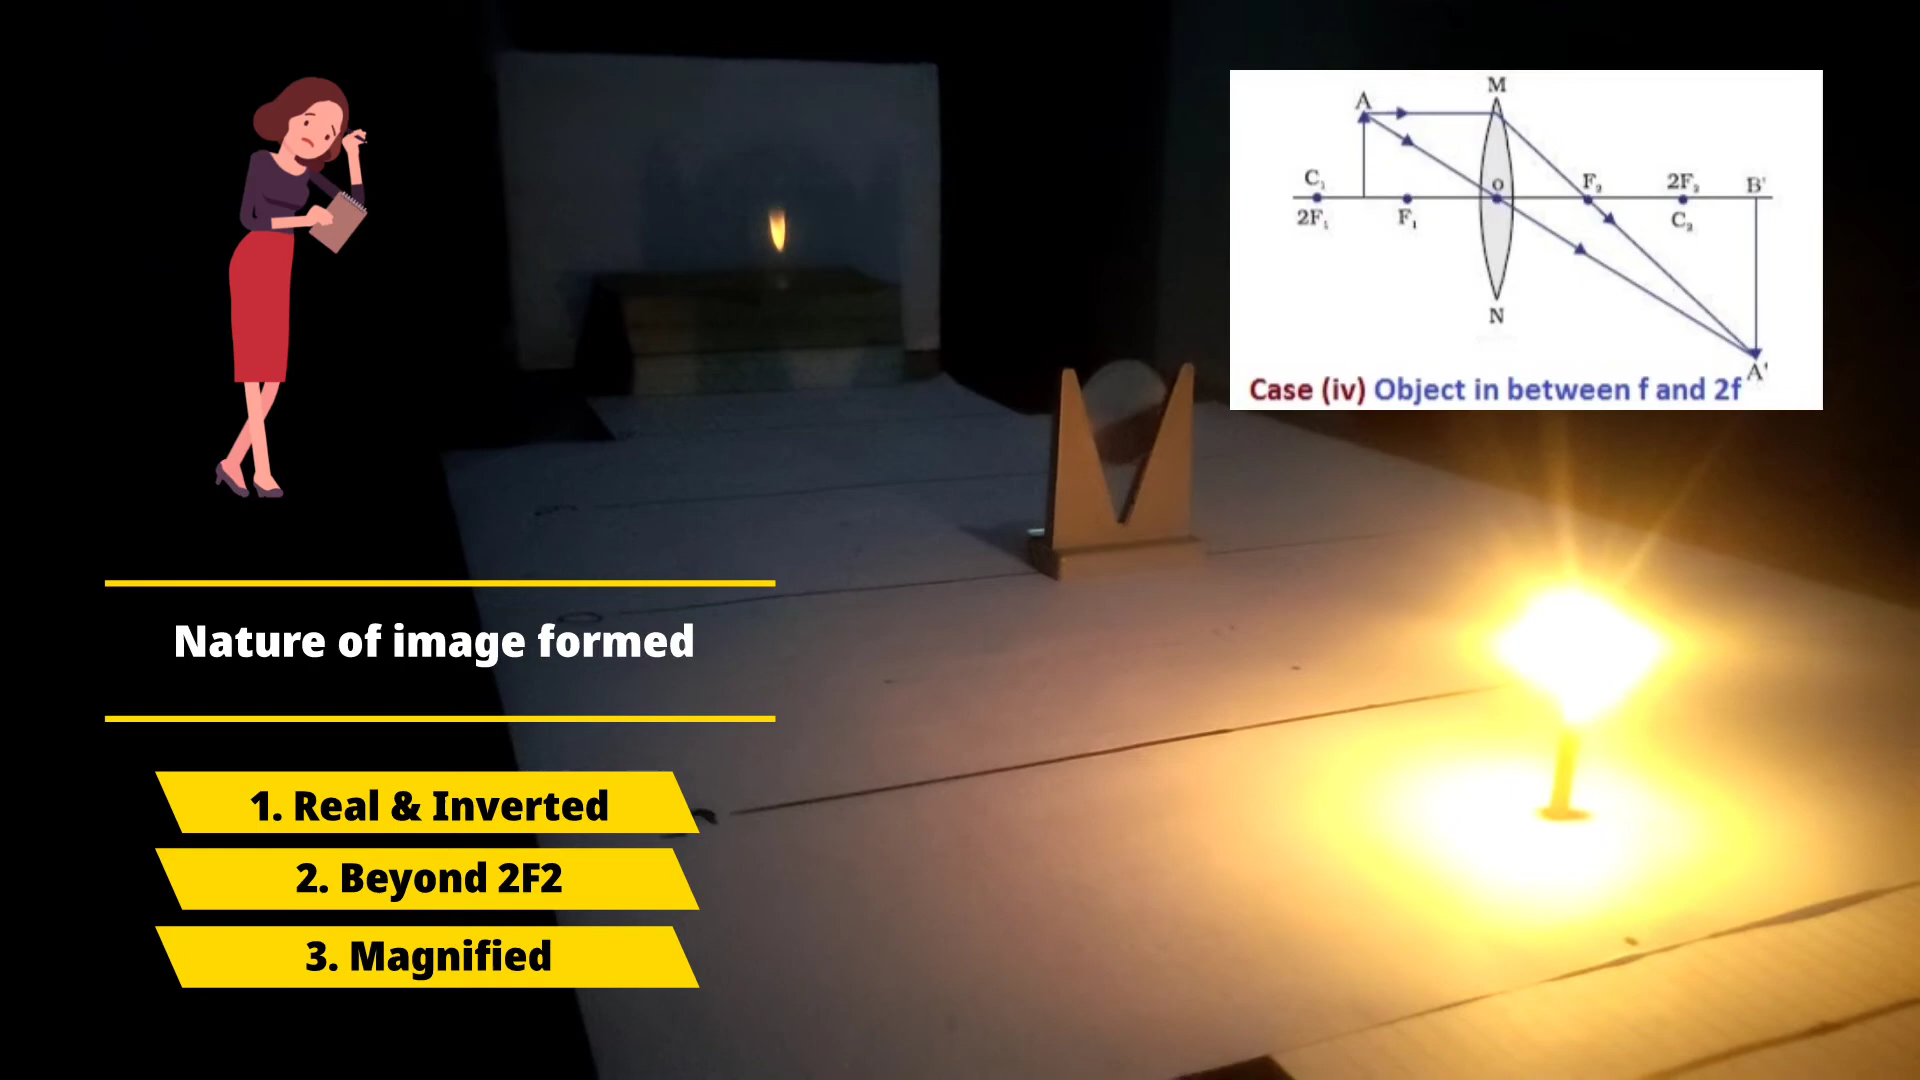 M
A
C₁
O
F₂
2F₂
B'
2F₁
F₁
C₂
N
A'
Case (iv) Object in between f and 2f
Nature of image formed
1. Real & Inverted
2. Beyond 2F2
3. Magnified